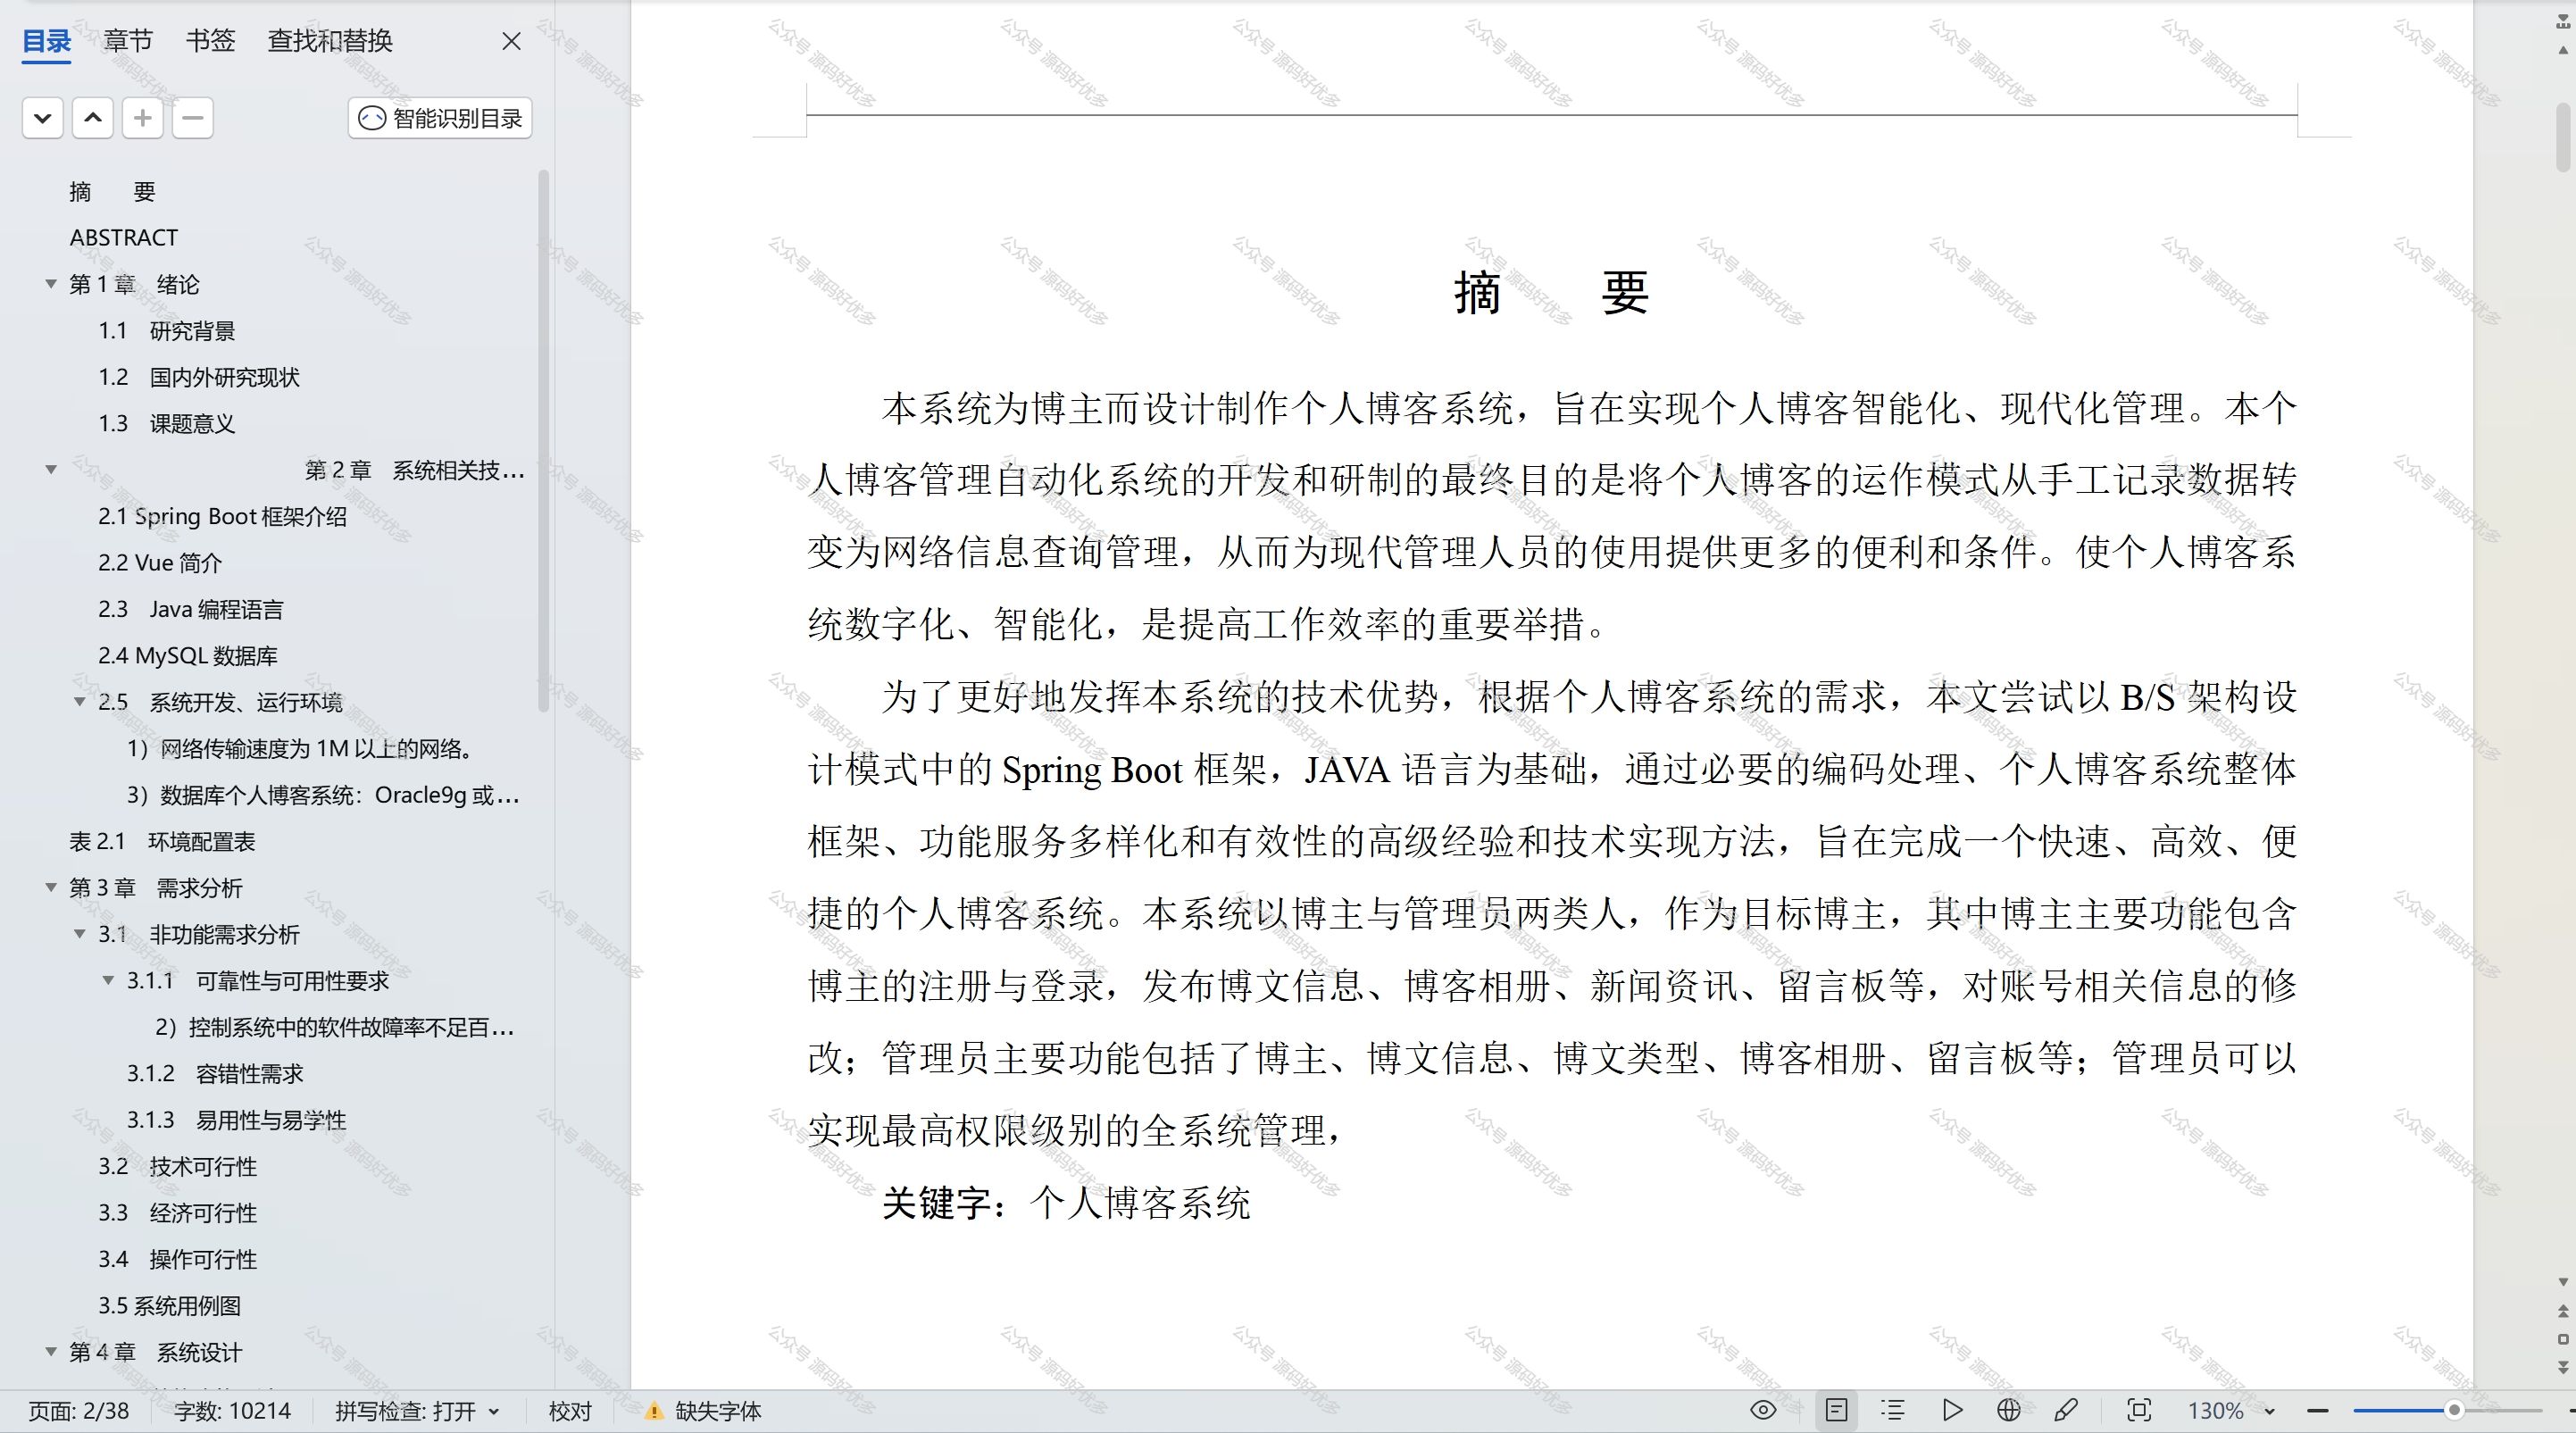 目录 章节 书签 查找和替换
智能识别目录
摘 要
ABSTRACT
第 1 章 绪论
1.1 研究背景
1.2 国内外研究现状
1.3 课题意义
第 2 章 系统相关技...
2.1 Spring Boot 框架介绍
2.2 Vue 简介
2.3 Java 编程语言
2.4 MySQL 数据库
2.5 系统开发、运行环境
1）网络传输速度为 1M 以上的网络。
3）数据库个人博客系统：Oracle9g 或...
表 2.1 环境配置表
第 3 章 需求分析
3.1 非功能需求分析
3.1.1 可靠性与可用性要求
2）控制系统中的软件故障率不足百...
3.1.2 容错性需求
3.1.3 易用性与易学性
3.2 技术可行性
3.3 经济可行性
3.4 操作可行性
3.5 系统用例图
第 4 章 系统设计
摘 要
本系统为博主而设计制作个人博客系统，旨在实现个人博客智能化、现代化管理。本个
人博客管理自动化系统的开发和研制的最终目的是将个人博客的运作模式从手工记录数据转
变为网络信息查询管理，从而为现代管理人员的使用提供更多的便利和条件。使个人博客系
统数字化、智能化，是提高工作效率的重要举措。
为了更好地发挥本系统的技术优势，根据个人博客系统的需求，本文尝试以 B/S 架构设
计模式中的 Spring Boot 框架，JAVA 语言为基础，通过必要的编码处理、个人博客系统整体
框架、功能服务多样化和有效性的高级经验和技术实现方法，旨在完成一个快速、高效、便
捷的个人博客系统。本系统以博主与管理员两类人，作为目标博主，其中博主主要功能包含
博主的注册与登录，发布博文信息、博客相册、新闻资讯、留言板等，对账号相关信息的修
改；管理员主要功能包括了博主、博文信息、博文类型、博客相册、留言板等；管理员可以
实现最高权限级别的全系统管理，
关键字：个人博客系统
页面: 2/38 字数: 10214 拼写检查: 打开 校对 缺失字体 130%
公众号 源码好优多